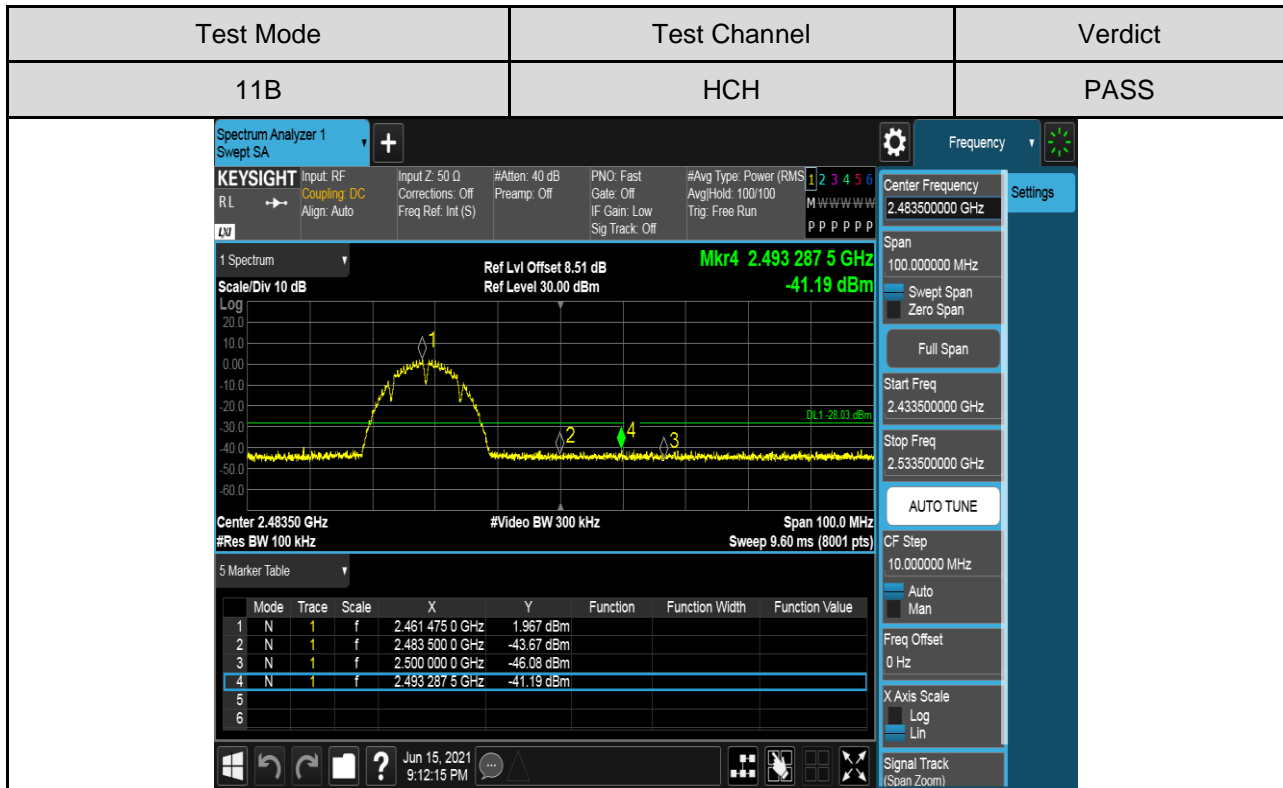 Test Mode Test Channel Verdict
11B HCH PASS
Spectrum Analyzer 1
Swept SA
+
Frequency
KEYSIGHT
RL
LXI
Input: RF
Coupling: DC
Align: Auto
Input Z: 50 Ω
Corrections: Off
Freq Ref: Int (S)
#Atten: 40 dB
Preamp: Off
PNO: Fast
Gate: Off
IF Gain: Low
Sig Track: Off
#Avg Type: Power (RMS
Avg|Hold: 100/100
Trig: Free Run
1 2 3 4 5 6
M W W W W W
P P P P P P
1 Spectrum
Scale/Div 10 dB
Ref Lvl Offset 8.51 dB
Ref Level 30.00 dBm
Mkr4 2.493 287 5 GHz
-41.19 dBm
Log
20.0
10.0
0.00
-10.0
-20.0
-30.0
-40.0
-50.0
-60.0
1
DL1 -28.03 dBm
2
4
3
Center 2.48350 GHz
#Video BW 300 kHz
Span 100.0 MHz
#Res BW 100 kHz
Sweep 9.60 ms (8001 pts)
5 Marker Table
Mode Trace Scale X Y Function Function Width Function Value
1 N 1 f 2.461 475 0 GHz 1.967 dBm
2 N 1 f 2.483 500 0 GHz -43.67 dBm
3 N 1 f 2.500 000 0 GHz -46.08 dBm
4 N 1 f 2.493 287 5 GHz -41.19 dBm
5
6
?
Jun 15, 2021
9:12:15 PM
Center Frequency
2.483500000 GHz
Settings
Span
100.000000 MHz
Swept Span
Zero Span
Full Span
Start Freq
2.433500000 GHz
Stop Freq
2.533500000 GHz
AUTO TUNE
CF Step
10.000000 MHz
Auto
Man
Freq Offset
0 Hz
X Axis Scale
Log
Lin
Signal Track
(Span Zoom)